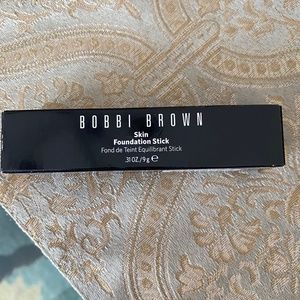 BOBBI BROWN
Skin
Foundation Stick
Fond de Teint Equilibrant Stick
.31 OZ./9 g ℮